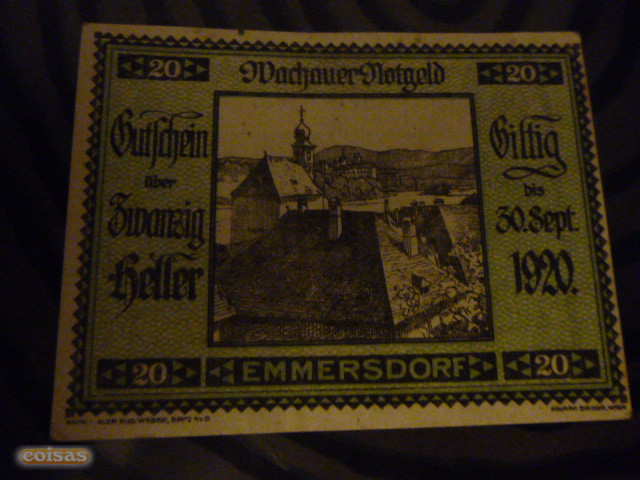 20
Wachauer Notgeld
20
Gutschein
über
Zwanzig
Heller
Giltig
bis
30. Sept.
1920.
20
EMMERSDORF
20
coisas